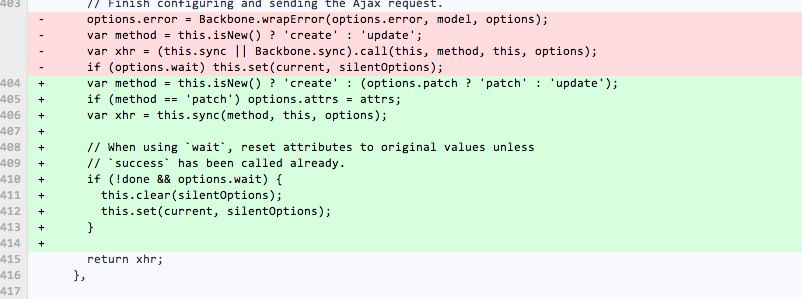 403 // Finish configuring and sending the Ajax request.
- options.error = Backbone.wrapError(options.error, model, options);
- var method = this.isNew() ? 'create' : 'update';
- var xhr = (this.sync || Backbone.sync).call(this, method, this, options);
- if (options.wait) this.set(current, silentOptions);
404 + var method = this.isNew() ? 'create' : (options.patch ? 'patch' : 'update');
405 + if (method == 'patch') options.attrs = attrs;
406 + var xhr = this.sync(method, this, options);
407 +
408 + // When using `wait`, reset attributes to original values unless
409 + // `success` has been called already.
410 + if (!done && options.wait) {
411 + this.clear(silentOptions);
412 + this.set(current, silentOptions);
413 + }
414 +
415 return xhr;
416 },
417